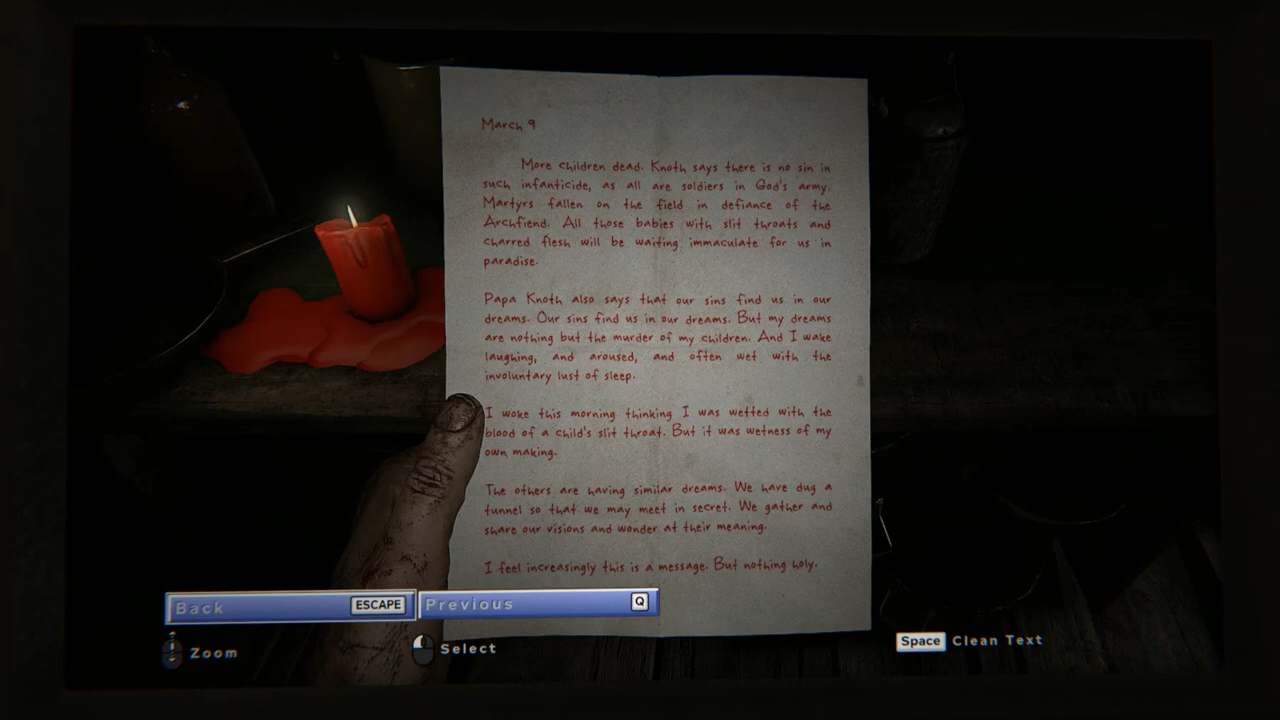 March 9
More children dead. Knoth says there is no sin in
such infanticide, as all are soldiers in God's army.
Martyrs fallen on the field in defiance of the
Archfiend. All those babies with slit throats and
charred flesh will be waiting immaculate for us in
paradise.
Papa Knoth also says that our sins find us in our
dreams. Our sins find us in our dreams. But my dreams
are nothing but the murder of my children. And I wake
laughing, and aroused, and often wet with the
involuntary lust of sleep.
I woke this morning thinking I was wetted with the
blood of a child's slit throat. But it was wetness of my
own making.
The others are having similar dreams. We have dug a
tunnel so that we may meet in secret. We gather and
share our visions and wonder at their meaning.
I feel increasingly this is a message. But nothing holy.
Back ESCAPE Previous Q
Zoom Select Space Clean Text